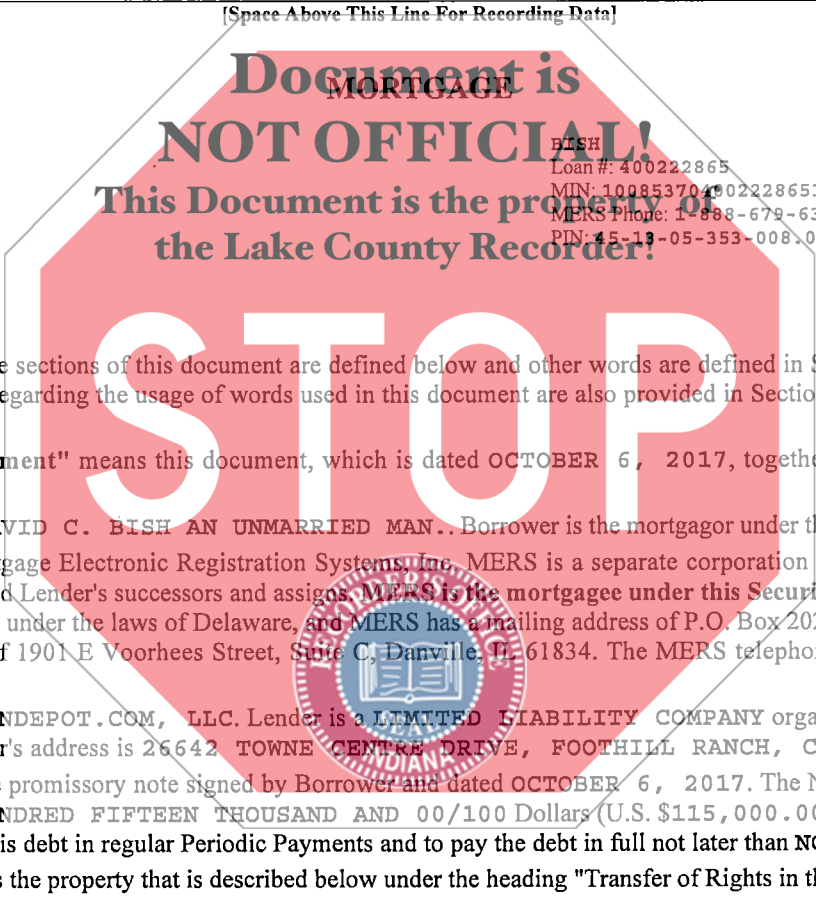 [Space Above This Line For Recording Data]
Document is
MORTGAGE
NOT OFFICIAL!
BISH
Loan #: 400222865
This Document is the property of
MIN: 100853704002228651
MERS Phone: 1-888-679-63
the Lake County Recorder!
PIN: 45-13-05-353-008.0
STOP
e sections of this document are defined below and other words are defined in S
egarding the usage of words used in this document are also provided in Sectio
ment" means this document, which is dated OCTOBER 6, 2017, togethe
VID C. BISH AN UNMARRIED MAN.. Borrower is the mortgagor under th
gage Electronic Registration Systems, Inc. MERS is a separate corporation
d Lender's successors and assigns. MERS is the mortgagee under this Securi
under the laws of Delaware, and MERS has a mailing address of P.O. Box 202
f 1901 E Voorhees Street, Suite C, Danville, IL 61834. The MERS telepho
RECORDER'S OFFICE
SEAL
INDIANA
NDEPOT.COM, LLC. Lender is a LIMITED LIABILITY COMPANY orga
r's address is 26642 TOWNE CENTRE DRIVE, FOOTHILL RANCH, C
promissory note signed by Borrower and dated OCTOBER 6, 2017. The N
NDRED FIFTEEN THOUSAND AND 00/100 Dollars (U.S. $115,000.00
is debt in regular Periodic Payments and to pay the debt in full not later than NO
s the property that is described below under the heading "Transfer of Rights in th